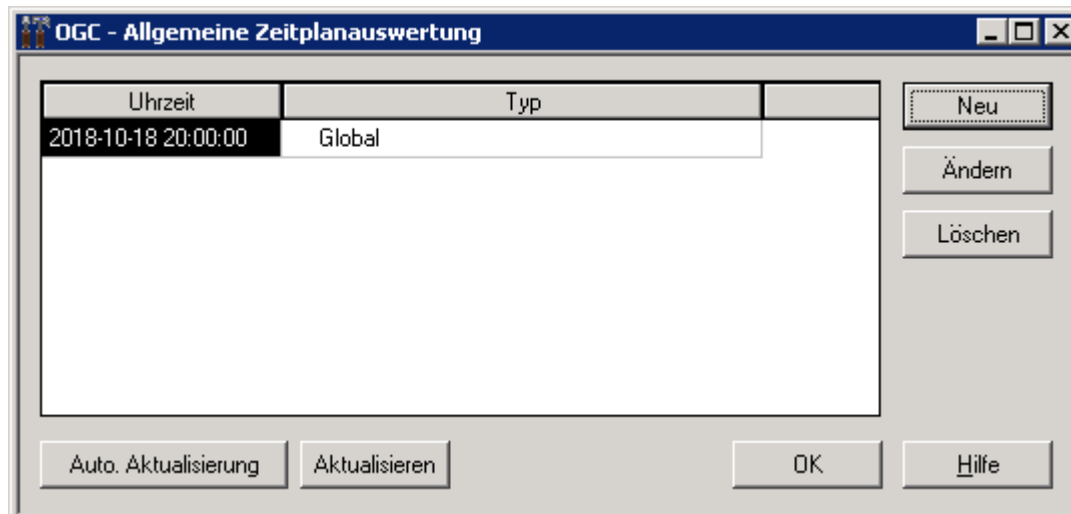 OGC - Allgemeine Zeitplanauswertung
Uhrzeit Typ
2018-10-18 20:00:00 Global
Neu
Ändern
Löschen
Auto. Aktualisierung Aktualisieren OK Hilfe